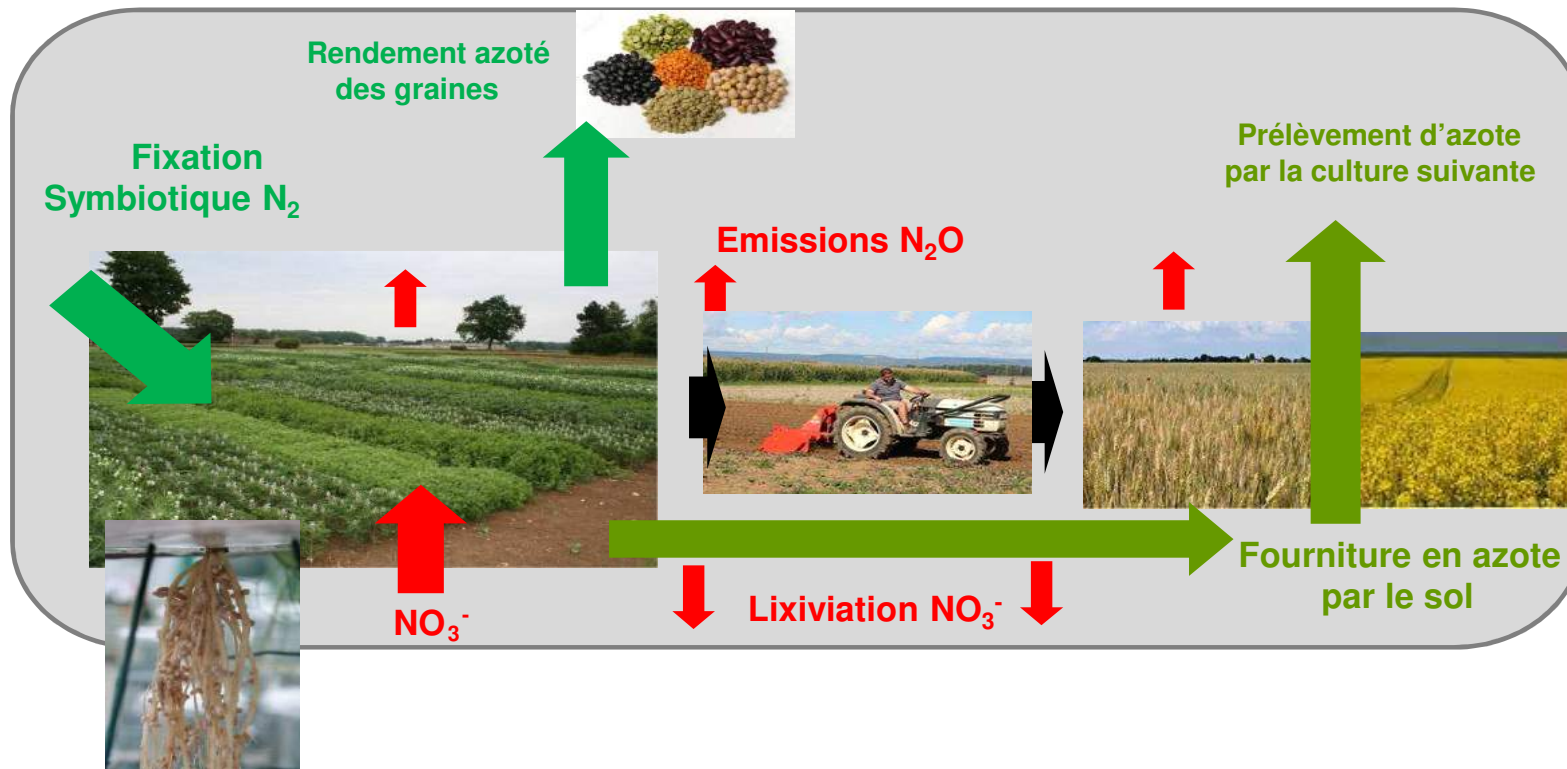 Rendement azoté
des graines
Fixation
Symbiotique N₂
Prélèvement d’azote
par la culture suivante
Emissions N₂O
NO₃⁻
Lixiviation NO₃⁻
Fourniture en azote
par le sol